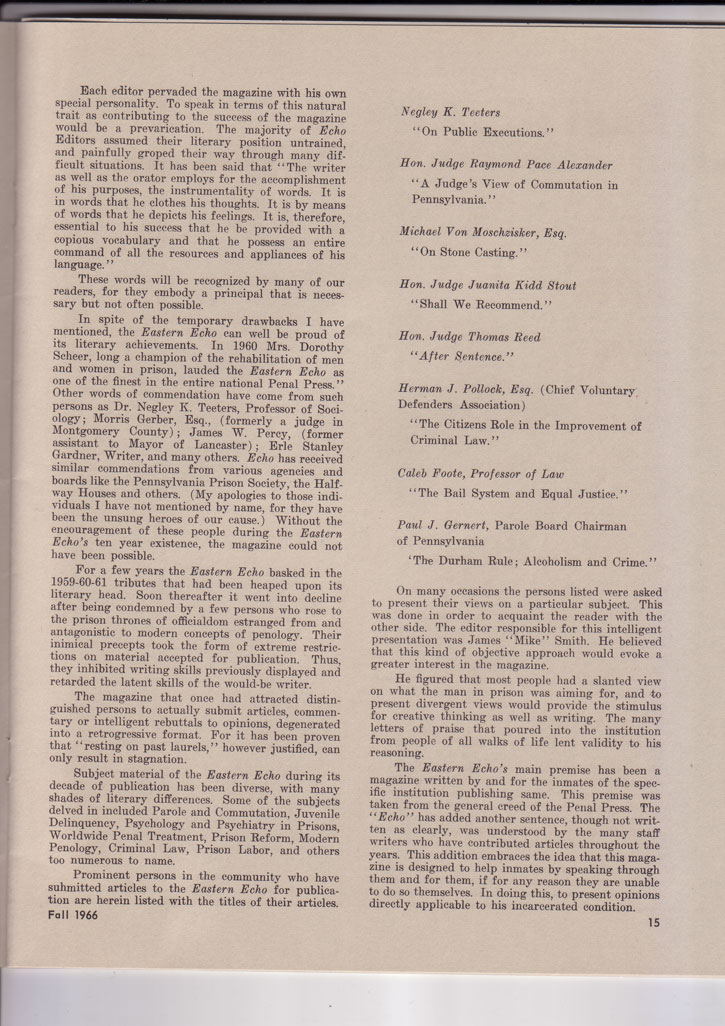 Each editor pervaded the magazine with his own
special personality. To speak in terms of this natural
trait as contributing to the success of the magazine
would be a prevarication. The majority of Echo
Editors assumed their literary position untrained,
and painfully groped their way through many dif-
ficult situations. It has been said that "The writer
as well as the orator employs for the accomplishment
of his purposes, the instrumentality of words. It is
in words that he clothes his thoughts. It is by means
of words that he depicts his feelings. It is, therefore,
essential to his success that he be provided with a
copious vocabulary and that he possess an entire
command of all the resources and appliances of his
language."
These words will be recognized by many of our
readers, for they embody a principal that is neces-
sary but not often possible.
In spite of the temporary drawbacks I have
mentioned, the Eastern Echo can well be proud of
its literary achievements. In 1960 Mrs. Dorothy
Scheer, long a champion of the rehabilitation of men
and women in prison, lauded the Eastern Echo as
one of the finest in the entire national Penal Press."
Other words of commendation have come from such
persons as Dr. Negley K. Teeters, Professor of Soci-
ology; Morris Gerber, Esq., (formerly a judge in
Montgomery County); James W. Percy, (former
assistant to Mayor of Lancaster); Erle Stanley
Gardner, Writer, and many others. Echo has received
similar commendations from various agencies and
boards like the Pennsylvania Prison Society, the Half-
way Houses and others. (My apologies to those indi-
viduals I have not mentioned by name, for they have
been the unsung heroes of our cause.) Without the
encouragement of these people during the Eastern
Echo's ten year existence, the magazine could not
have been possible.
For a few years the Eastern Echo basked in the
1959-60-61 tributes that had been heaped upon its
literary head. Soon thereafter it went into decline
after being condemned by a few persons who rose to
the prison thrones of officialdom estranged from and
antagonistic to modern concepts of penology. Their
inimical precepts took the form of extreme restric-
tions on material accepted for publication. Thus,
they inhibited writing skills previously displayed and
retarded the latent skills of the would-be writer.
The magazine that once had attracted distin-
guished persons to actually submit articles, commen-
tary or intelligent rebuttals to opinions, degenerated
into a retrogressive format. For it has been proven
that "resting on past laurels," however justified, can
only result in stagnation.
Subject material of the Eastern Echo during its
decade of publication has been diverse, with many
shades of literary differences. Some of the subjects
delved in included Parole and Commutation, Juvenile
Delinquency, Psychology and Psychiatry in Prisons,
Worldwide Penal Treatment, Prison Reform, Modern
Penology, Criminal Law, Prison Labor, and others
too numerous to name.
Prominent persons in the community who have
suhmitted articles to the Eastern Echo for publica-
tion are herein listed with the titles of their articles.
Fall 1966
Negley K. Teeters
"On Public Executions."
Hon. Judge Raymond Pace Alexander
"A Judge's View of Commutation in
Pennsylvania."
Michael Von Moschzisker, Esq.
"On Stone Casting."
Hon. Judge Juanita Kidd Stout
"Shall We Recommend."
Hon. Judge Thomas Reed
"After Sentence."
Herman J. Pollock, Esq. (Chief Voluntary
Defenders Association)
"The Citizens Role in the Improvement of
Criminal Law."
Caleb Foote, Professor of Law
"The Bail System and Equal Justice."
Paul J. Gernert, Parole Board Chairman
of Pennsylvania
'The Durham Rule; Alcoholism and Crime."
On many occasions the persons listed were asked
to present their views on a particular subject. This
was done in order to acquaint the reader with the
other side. The editor responsible for this intelligent
presentation was James "Mike" Smith. He believed
that this kind of objective approach would evoke a
greater interest in the magazine.
He figured that most people had a slanted view
on what the man in prison was aiming for, and to
present divergent views would provide the stimulus
for creative thinking as well as writing. The many
letters of praise that poured into the institution
from people of all walks of life lent validity to his
reasoning.
The Eastern Echo's main premise has been a
magazine written by and for the inmates of the spec-
ific institution publishing same. This premise was
taken from the general creed of the Penal Press. The
"Echo" has added another sentence, though not writ-
ten as clearly, was understood by the many staff
writers who have contributed articles throughout the
years. This addition embraces the idea that this maga-
zine is designed to help inmates by speaking through
them and for them, if for any reason they are unable
to do so themselves. In doing this, to present opinions
directly applicable to his incarcerated condition.
15